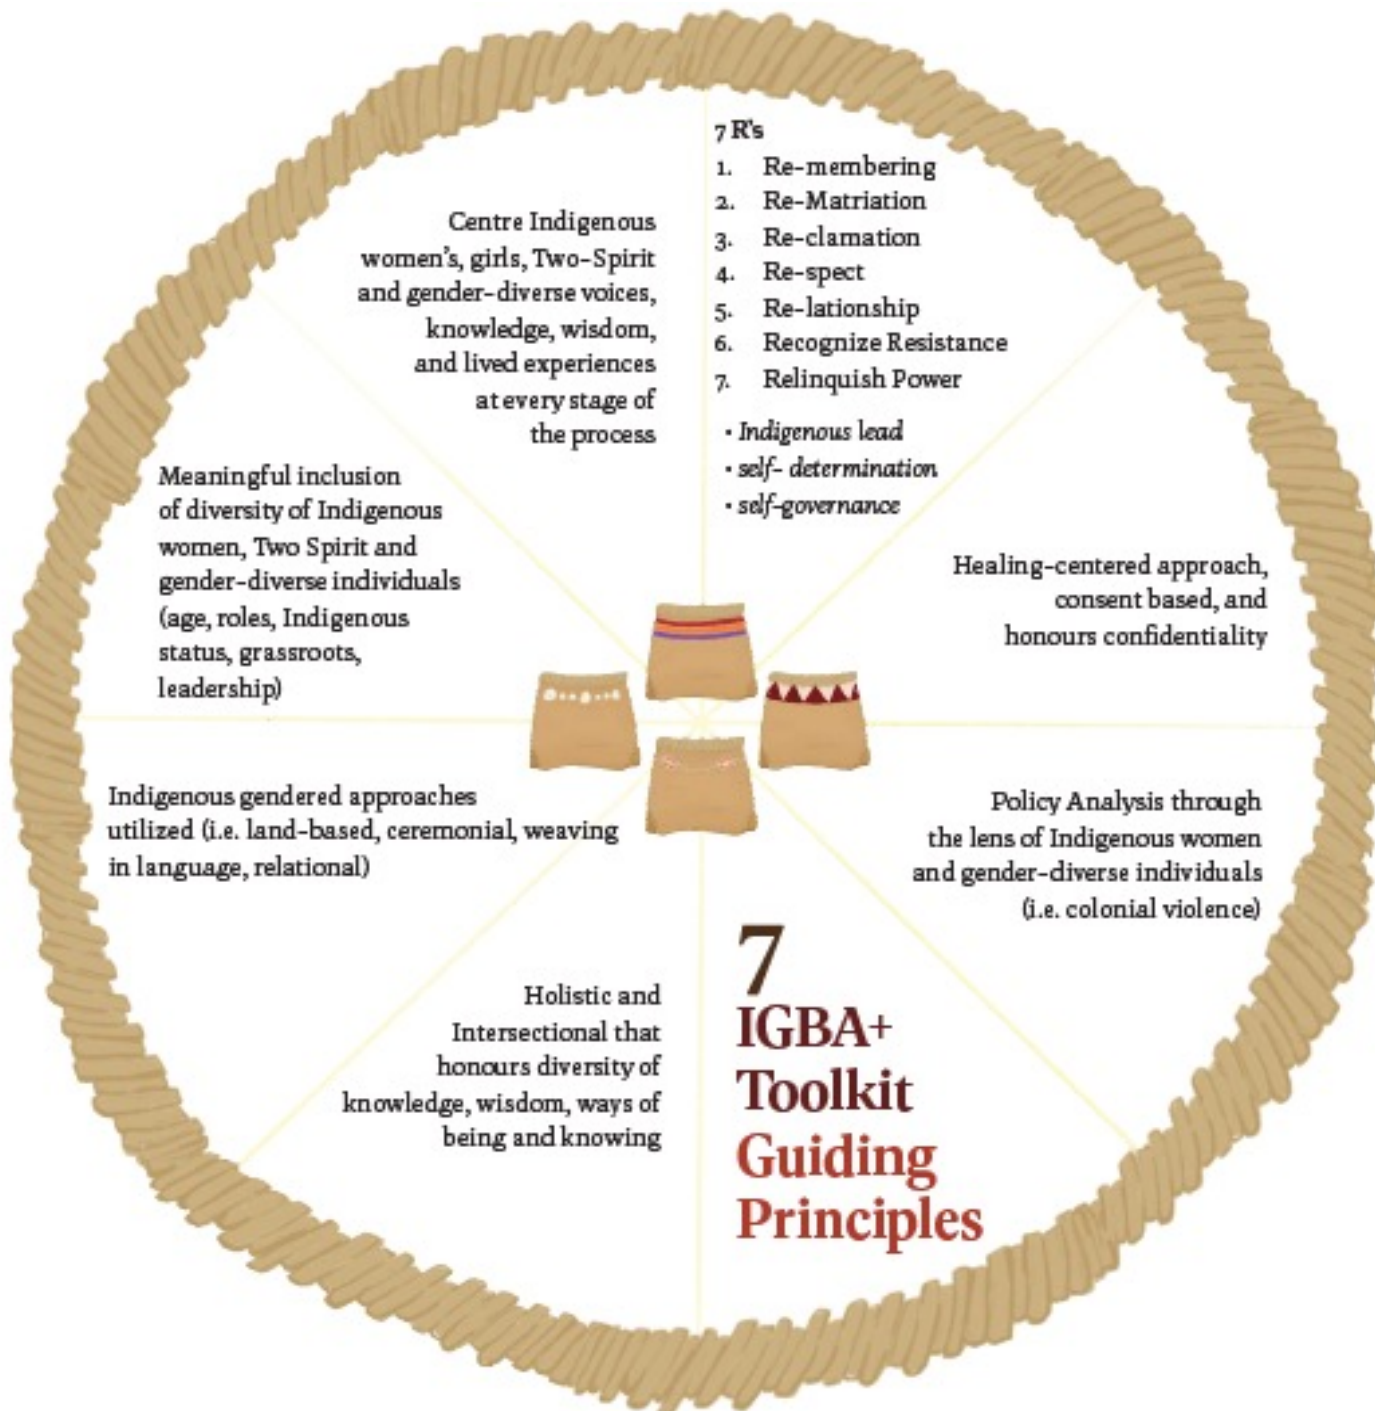 7 R's
1. Re-membering
2. Re-Matriation
3. Re-clamation
4. Re-spect
5. Re-lationship
6. Recognize Resistance
7. Relinquish Power
• Indigenous lead
• self- determination
• self-governance
Healing-centered approach,
consent based, and
honours confidentiality
Policy Analysis through
the lens of Indigenous women
and gender-diverse individuals
(i.e. colonial violence)
7
IGBA+
Toolkit
Guiding
Principles
Holistic and
Intersectional that
honours diversity of
knowledge, wisdom, ways of
being and knowing
Indigenous gendered approaches
utilized (i.e. land-based, ceremonial, weaving
in language, relational)
Meaningful inclusion
of diversity of Indigenous
women, Two Spirit and
gender-diverse individuals
(age, roles, Indigenous
status, grassroots,
leadership)
Centre Indigenous
women's, girls, Two-Spirit
and gender-diverse voices,
knowledge, wisdom,
and lived experiences
at every stage of
the process